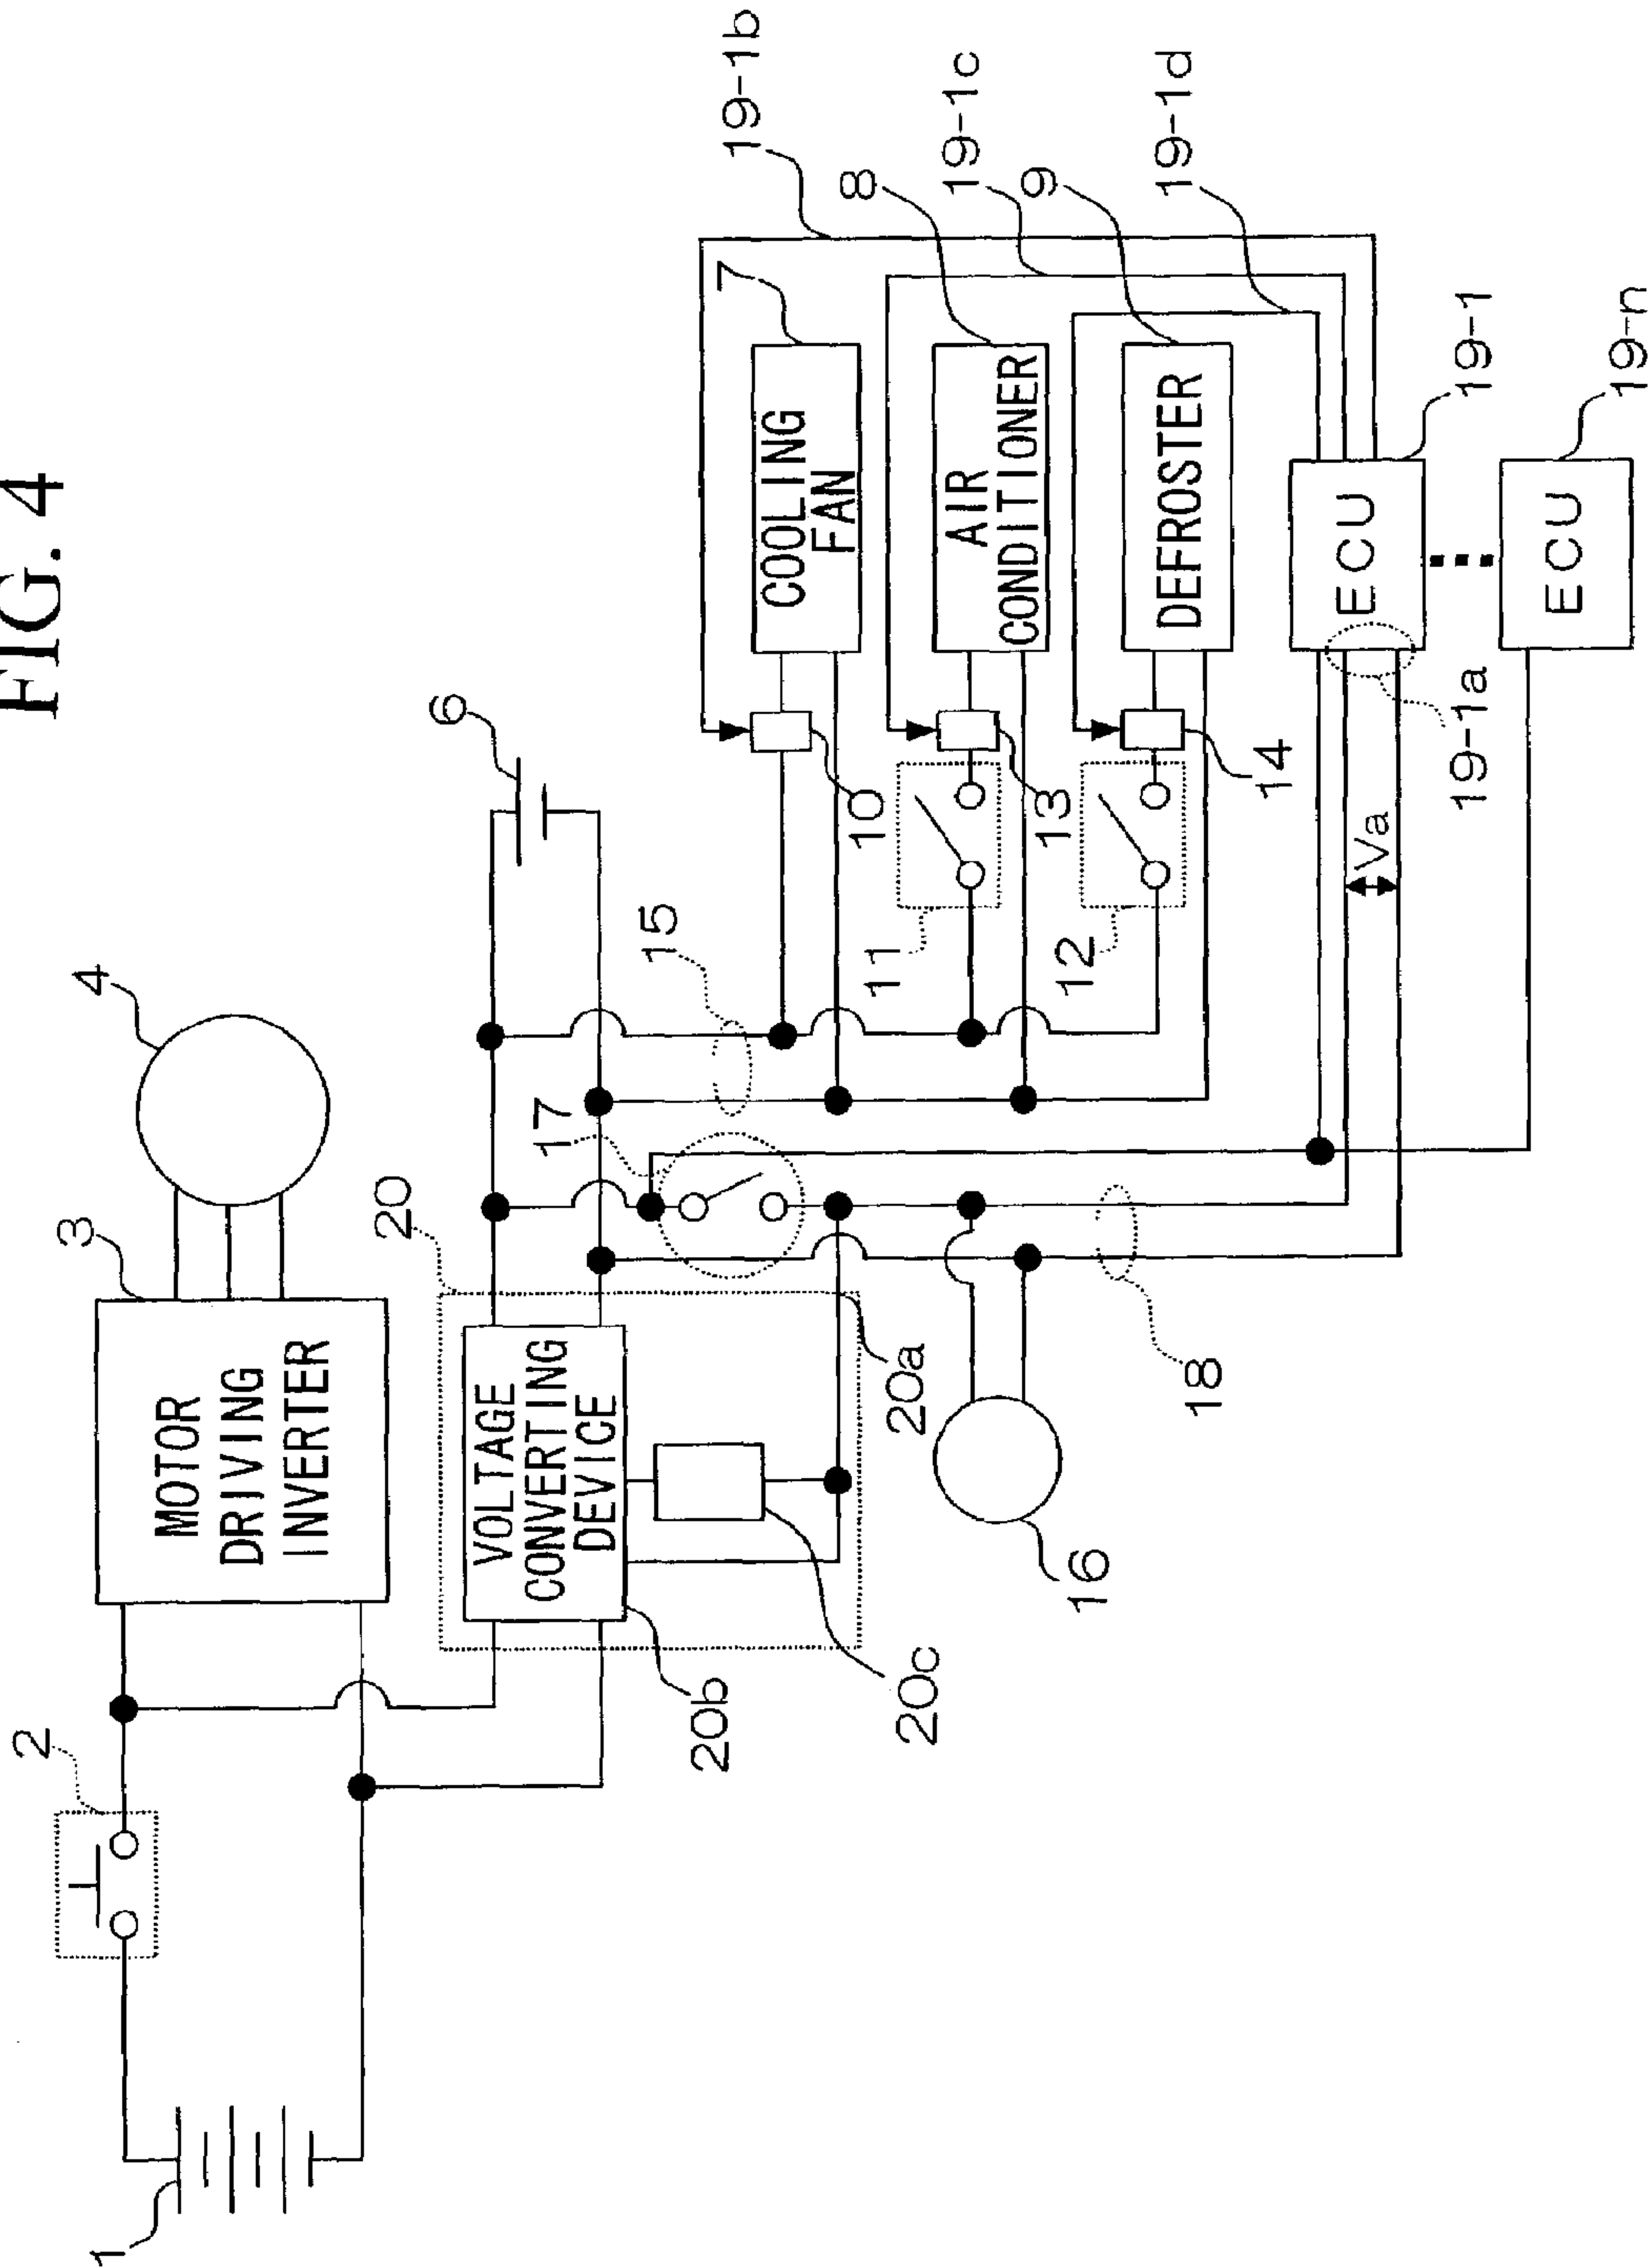 FIG. 4
1
2
3
4
MOTOR
DRIVING
INVERTER
20
VOLTAGE
CONVERTING
DEVICE
20b
20c
20a
6
15
17
16
18
7
COOLING
FAN
10
8
AIR
CONDITIONER
11
13
9
DEFROSTER
12
14
19-1b
19-1c
19-1d
Va
19-1a
ECU
19-1
ECU
19-n